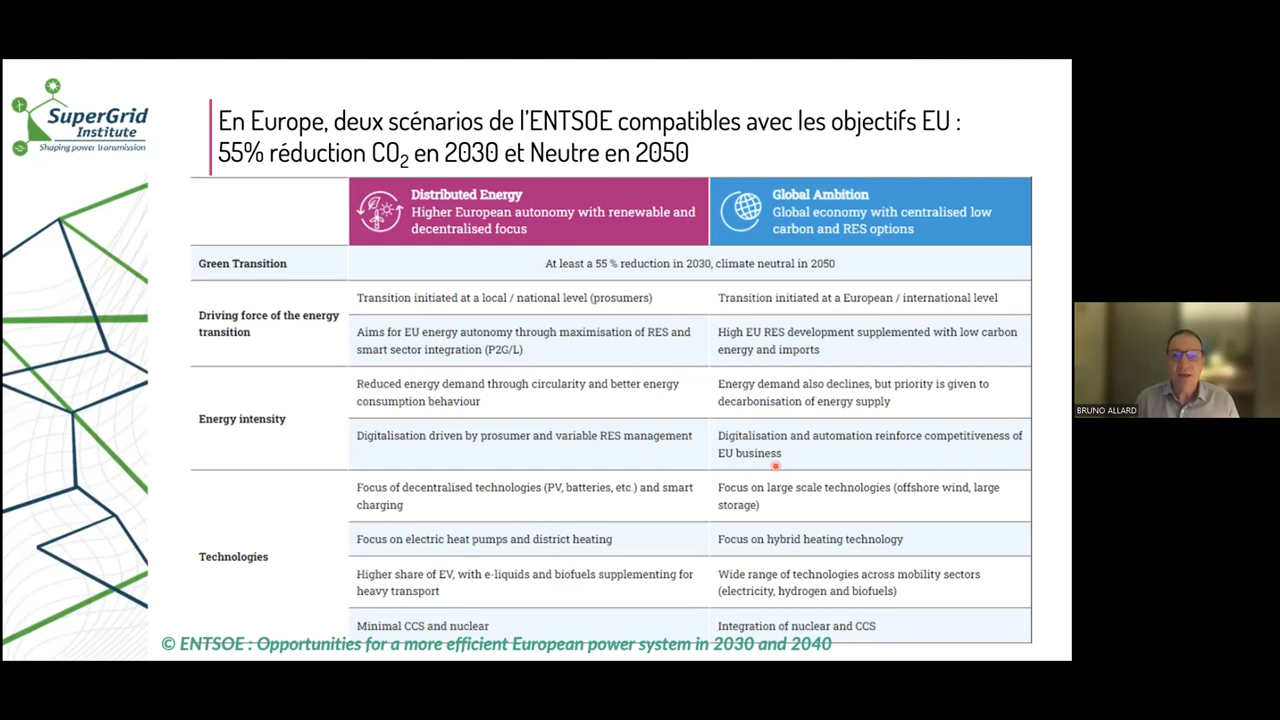 SuperGrid
Institute
Shaping power transmission
En Europe, deux scénarios de l'ENTSOE compatibles avec les objectifs EU :
55% réduction CO₂ en 2030 et Neutre en 2050
Distributed Energy
Higher European autonomy with renewable and
decentralised focus
Global Ambition
Global economy with centralised low
carbon and RES options
Green Transition
At least a 55 % reduction in 2030, climate neutral in 2050
Driving force of the energy
transition
Transition initiated at a local / national level (prosumers)
Transition initiated at a European / international level
Aims for EU energy autonomy through maximisation of RES and
smart sector integration (P2G/L)
High EU RES development supplemented with low carbon
energy and imports
Energy intensity
Reduced energy demand through circularity and better energy
consumption behaviour
Energy demand also declines, but priority is given to
decarbonisation of energy supply
Digitalisation driven by prosumer and variable RES management
Digitalisation and automation reinforce competitiveness of
EU business
Technologies
Focus of decentralised technologies (PV, batteries, etc.) and smart
charging
Focus on large scale technologies (offshore wind, large
storage)
Focus on electric heat pumps and district heating
Focus on hybrid heating technology
Higher share of EV, with e-liquids and biofuels supplementing for
heavy transport
Wide range of technologies across mobility sectors
(electricity, hydrogen and biofuels)
Minimal CCS and nuclear
Integration of nuclear and CCS
© ENTSOE : Opportunities for a more efficient European power system in 2030 and 2040
BRUNO ALLARD